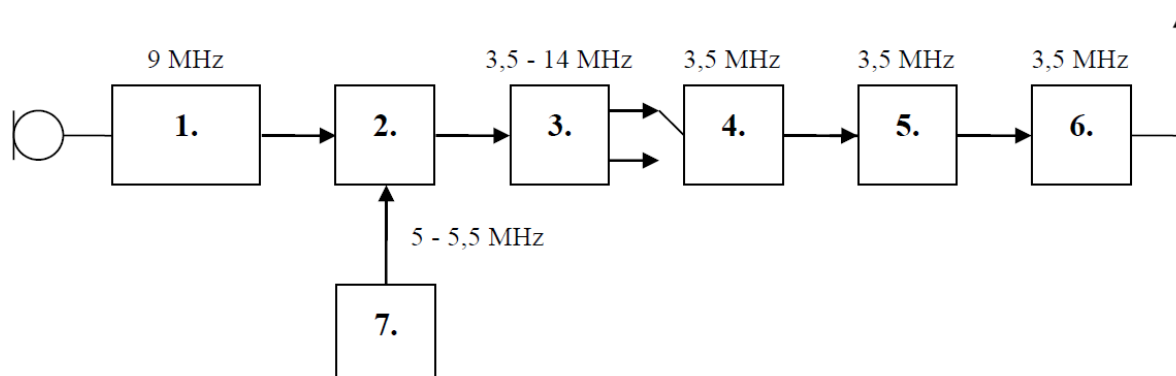 9 MHz
3,5 - 14 MHz
3,5 MHz
3,5 MHz
3,5 MHz
1.
2.
3.
4.
5.
6.
5 - 5,5 MHz
7.